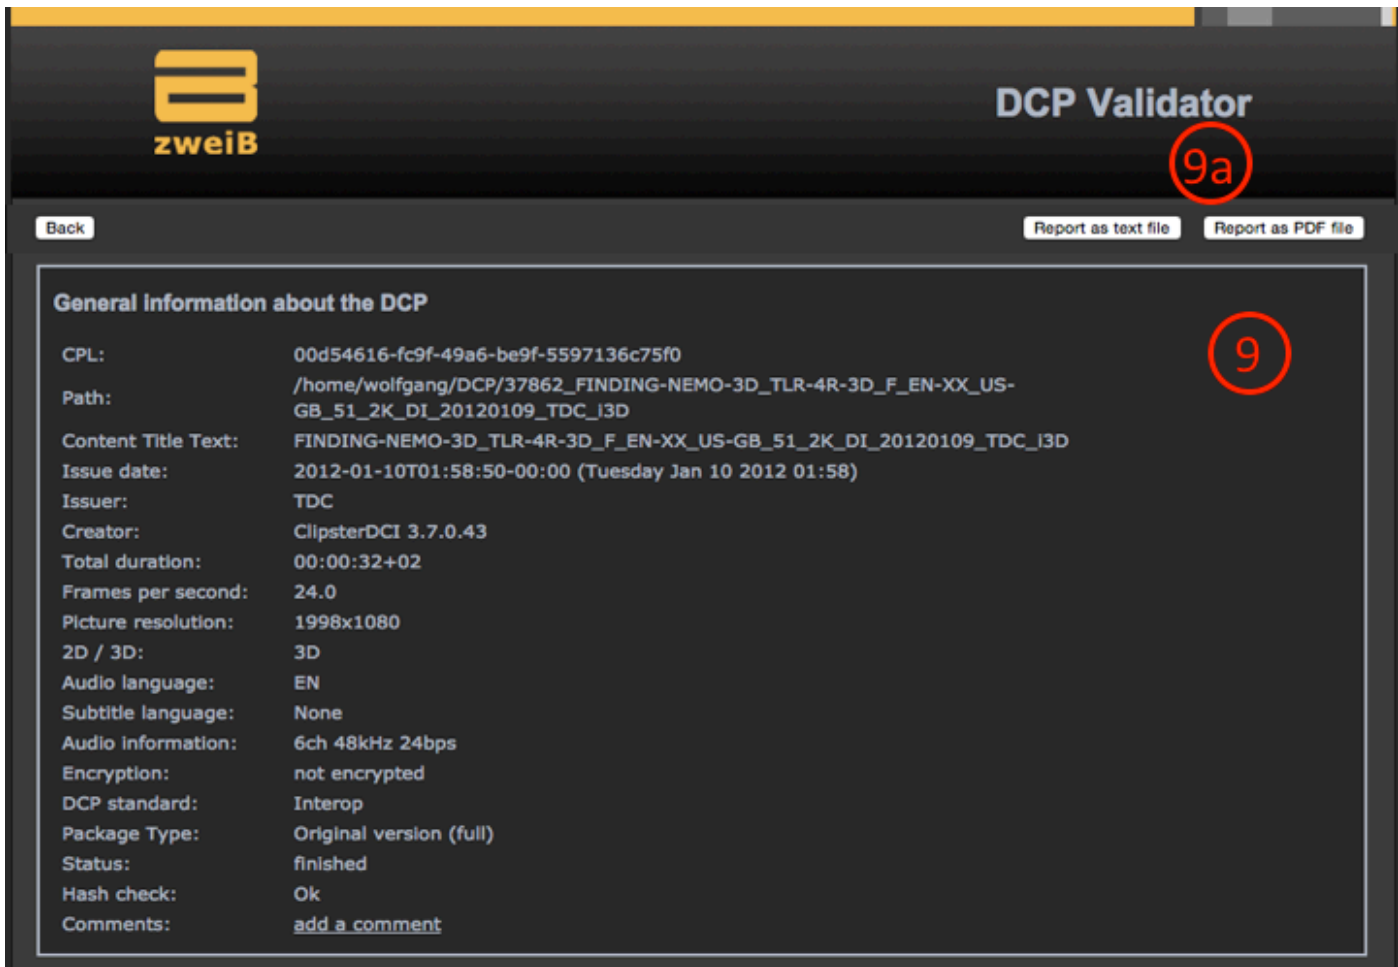 zweiB
DCP Validator
9a
Back
Report as text file
Report as PDF file
General information about the DCP
9
CPL: 00d54616-fc9f-49a6-be9f-5597136c75f0
Path: /home/wolfgang/DCP/37862_FINDING-NEMO-3D_TLR-4R-3D_F_EN-XX_US-
GB_51_2K_DI_20120109_TDC_i3D
Content Title Text: FINDING-NEMO-3D_TLR-4R-3D_F_EN-XX_US-GB_51_2K_DI_20120109_TDC_i3D
Issue date: 2012-01-10T01:58:50-00:00 (Tuesday Jan 10 2012 01:58)
Issuer: TDC
Creator: ClipsterDCI 3.7.0.43
Total duration: 00:00:32+02
Frames per second: 24.0
Picture resolution: 1998x1080
2D / 3D: 3D
Audio language: EN
Subtitle language: None
Audio information: 6ch 48kHz 24bps
Encryption: not encrypted
DCP standard: Interop
Package Type: Original version (full)
Status: finished
Hash check: Ok
Comments: add a comment